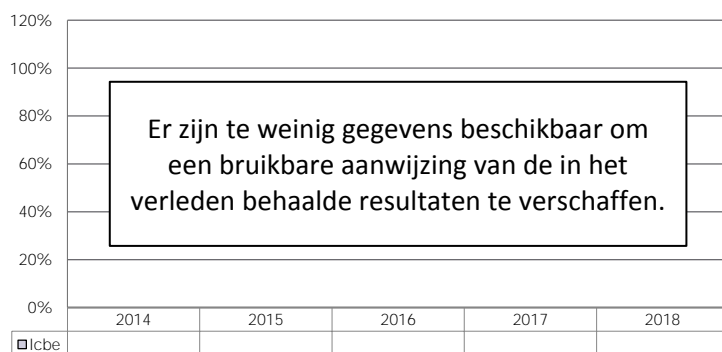 120%
100%
80%
60%
40%
20%
0%
Er zijn te weinig gegevens beschikbaar om
een bruikbare aanwijzing van de in het
verleden behaalde resultaten te verschaffen.
2014 2015 2016 2017 2018
Icbe